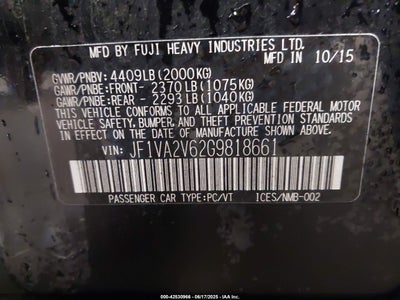 MFD BY FUJI HEAVY INDUSTRIES LTD.
MFD IN 10/15
GVWR/PNBV: 4409LB(2000KG)
GAWR/PNBE:FRONT- 2370LB(1075KG)
GAWR/PNBE:REAR - 2293LB(1040KG)
THIS VEHICLE CONFORMS TO ALL APPLICABLE FEDERAL MOTOR
VEHICLE SAFETY, BUMPER, AND THEFT PREVENTION STANDARDS
IN EFFECT ON THE DATE OF MANUFACTURE SHOWN ABOVE.
VIN: JF1VA2V62G9818661
PASSENGER CAR TYPE:PC/VT ICES/NMB-002
000-42530966 - 06/17/2025 - IAA Inc.